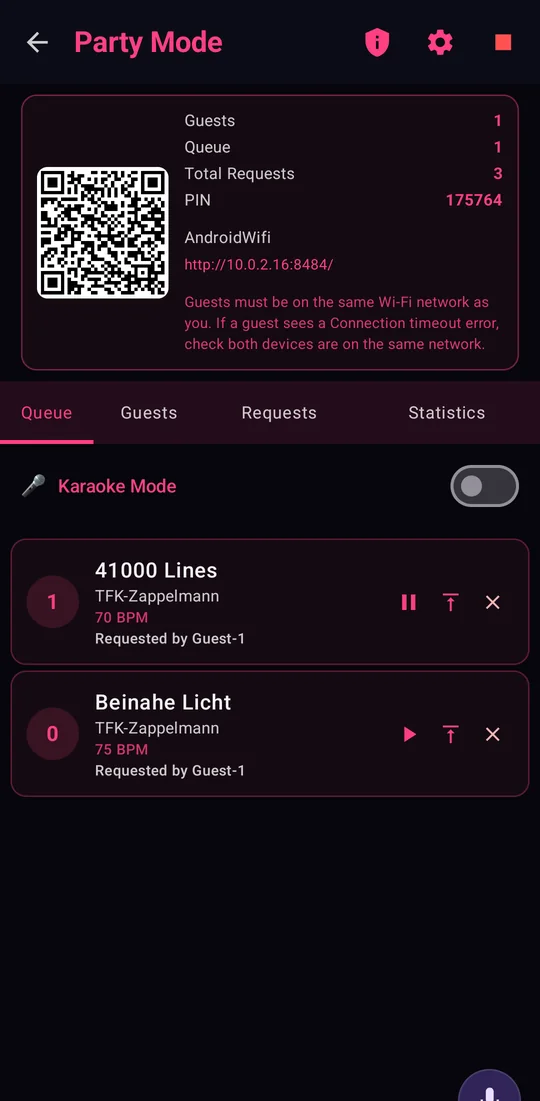 Party Mode
Guests 1
Queue 1
Total Requests 3
PIN 175764
AndroidWifi
http://10.0.2.16:8484/
Guests must be on the same Wi-Fi network as
you. If a guest sees a Connection timeout error,
check both devices are on the same network.
Queue Guests Requests Statistics
Karaoke Mode
41000 Lines
1
TFK-Zappelmann
70 BPM
Requested by Guest-1
Beinahe Licht
0
TFK-Zappelmann
75 BPM
Requested by Guest-1